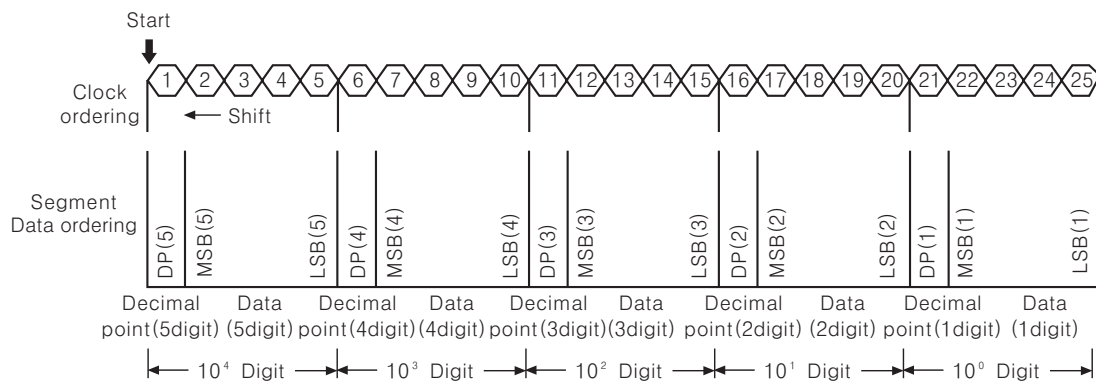 Start
1 2 3 4 5 6 7 8 9 10 11 12 13 14 15 16 17 18 19 20 21 22 23 24 25
Clock
ordering
Shift
Segment
Data ordering
DP(5)
MSB(5)
LSB(5)
DP(4)
MSB(4)
LSB(4)
DP(3)
MSB(3)
LSB(3)
DP(2)
MSB(2)
LSB(2)
DP(1)
MSB(1)
LSB(1)
Decimal Data Decimal Data Decimal Data Decimal Data Decimal Data
point(5digit) (5digit) point(4digit) (4digit) point(3digit) (3digit) point(2digit) (2digit) point(1digit) (1digit)
10⁴ Digit 10³ Digit 10² Digit 10¹ Digit 10⁰ Digit